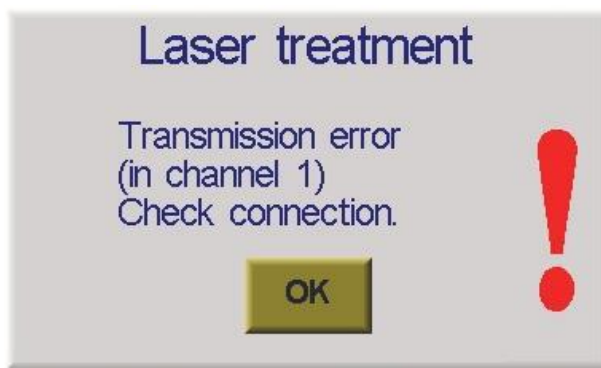 Laser treatment
Transmission error
(in channel 1)
Check connection.
OK